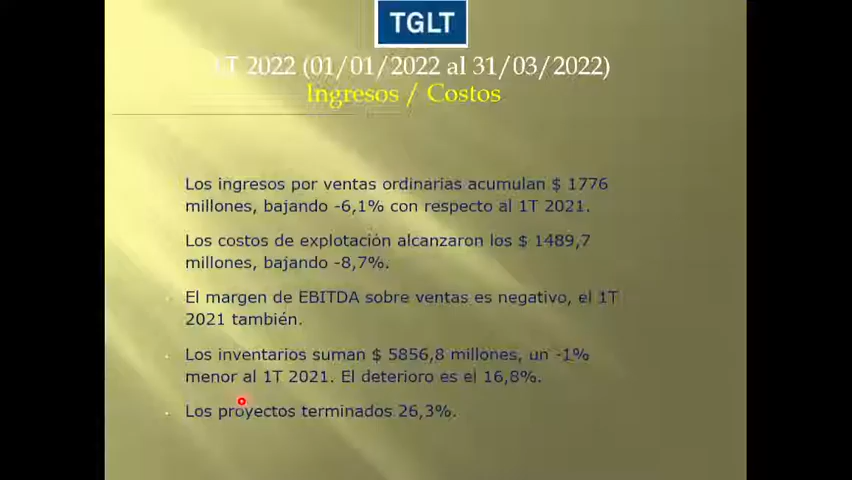 TGLT
1T 2022 (01/01/2022 al 31/03/2022)
Ingresos / Costos
Los ingresos por ventas ordinarias acumulan $ 1776
millones, bajando -6,1% con respecto al 1T 2021.
Los costos de explotación alcanzaron los $ 1489,7
millones, bajando -8,7%.
El margen de EBITDA sobre ventas es negativo, el 1T
2021 también.
Los inventarios suman $ 5856,8 millones, un -1%
menor al 1T 2021. El deterioro es el 16,8%.
Los proyectos terminados 26,3%.